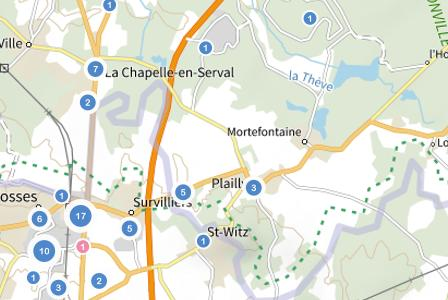 1
1
1
Ville
l'Ho
7
La Chapelle-en-Serval
la Thève
2
Mortefontaine
Plailly
5
3
1
osses
17
Survilliers
6
5
St-Witz
1
1
10
1
3
2